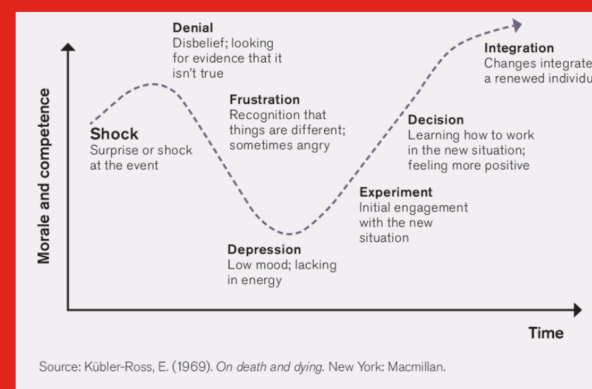 Denial
Disbelief; looking
for evidence that it
isn't true
Frustration
Recognition that
things are different;
sometimes angry
Shock
Surprise or shock
at the event
Depression
Low mood; lacking
in energy
Experiment
Initial engagement
with the new
situation
Decision
Learning how to work
in the new situation;
feeling more positive
Integration
Changes integrate
a renewed individu
Morale and competence
Time
Source: Kübler-Ross, E. (1969). On death and dying. New York: Macmillan.